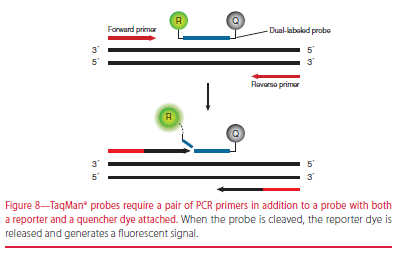 R
Q
Forward primer
Dual-labeled probe
3´ 5´
5´ 3´
Reverse primer
R
Q
3´ 5´
5´ 3´
Figure 8—TaqMan® probes require a pair of PCR primers in addition to a probe with both
a reporter and a quencher dye attached. When the probe is cleaved, the reporter dye is
released and generates a fluorescent signal.